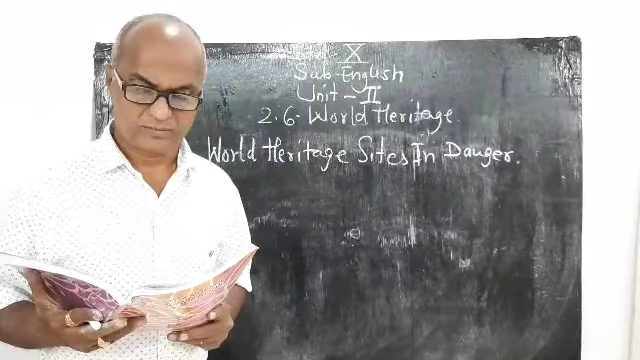 X
Sub-English
Unit - II
2.6- World Heritage.
World Heritage Sites In Danger.